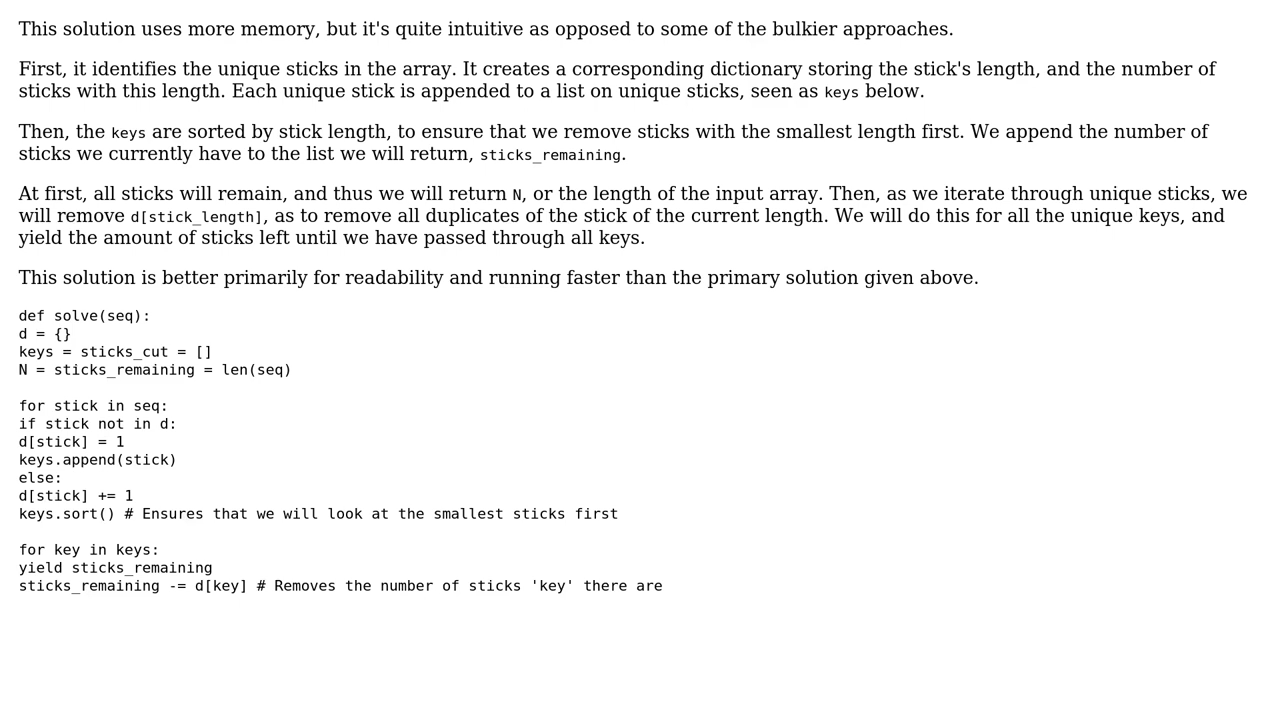 This solution uses more memory, but it's quite intuitive as opposed to some of the bulkier approaches.
First, it identifies the unique sticks in the array. It creates a corresponding dictionary storing the stick's length, and the number of
sticks with this length. Each unique stick is appended to a list on unique sticks, seen as keys below.
Then, the keys are sorted by stick length, to ensure that we remove sticks with the smallest length first. We append the number of
sticks we currently have to the list we will return, sticks_remaining.
At first, all sticks will remain, and thus we will return N, or the length of the input array. Then, as we iterate through unique sticks, we
will remove d[stick_length], as to remove all duplicates of the stick of the current length. We will do this for all the unique keys, and
yield the amount of sticks left until we have passed through all keys.
This solution is better primarily for readability and running faster than the primary solution given above.
def solve(seq):
d = {}
keys = sticks_cut = []
N = sticks_remaining = len(seq)
for stick in seq:
if stick not in d:
d[stick] = 1
keys.append(stick)
else:
d[stick] += 1
keys.sort() # Ensures that we will look at the smallest sticks first
for key in keys:
yield sticks_remaining
sticks_remaining -= d[key] # Removes the number of sticks 'key' there are